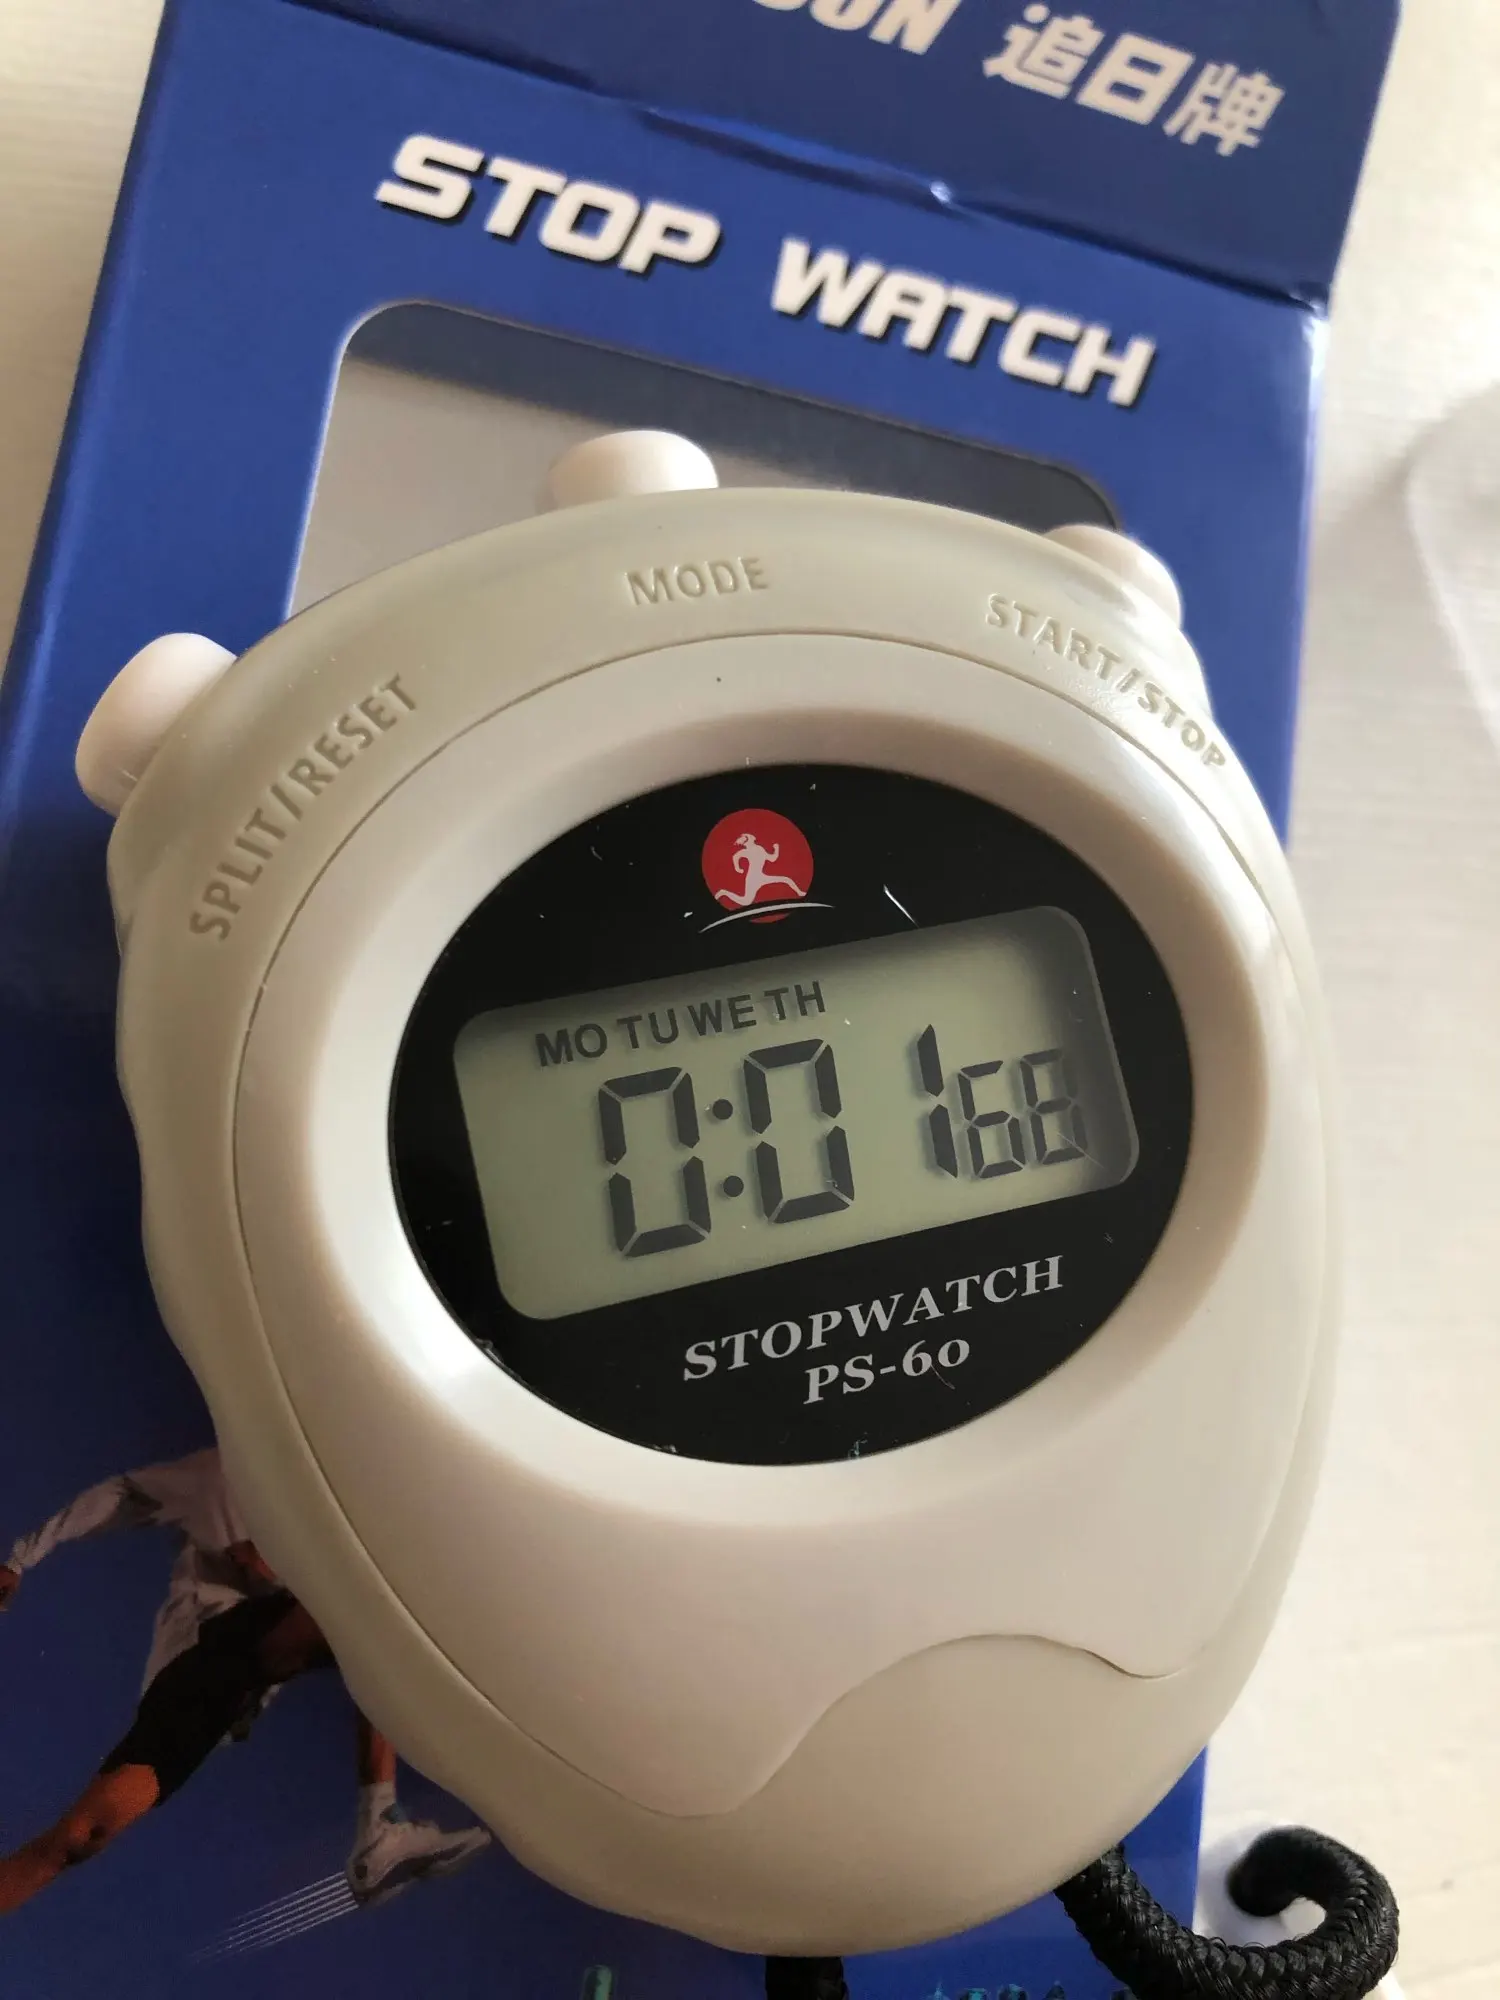 追日牌
STOP WATCH
MODE
START/STOP
SPLIT/RESET
MO TU WE TH
0:01 168
STOPWATCH
PS-60